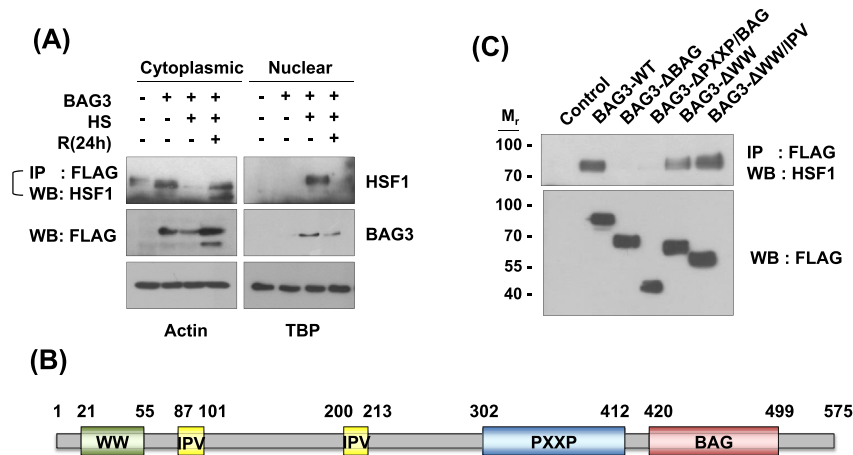 (A)
Cytoplasmic Nuclear
BAG3 - + + + - + + +
HS - - + + - - + +
R(24h) - - - + - - - +
IP : FLAG
WB: HSF1
HSF1
WB: FLAG
BAG3
Actin TBP
(C)
Control
BAG3-WT
BAG3-ΔBAG
BAG3-ΔPXXP/BAG
BAG3-ΔWW
BAG3-ΔWW/IPV
Mr
100 -
70 -
IP : FLAG
WB : HSF1
100 -
70 -
55 -
40 -
WB : FLAG
(B)
1 21 55 87 101 200 213 302 412 420 499 575
WW IPV IPV PXXP BAG